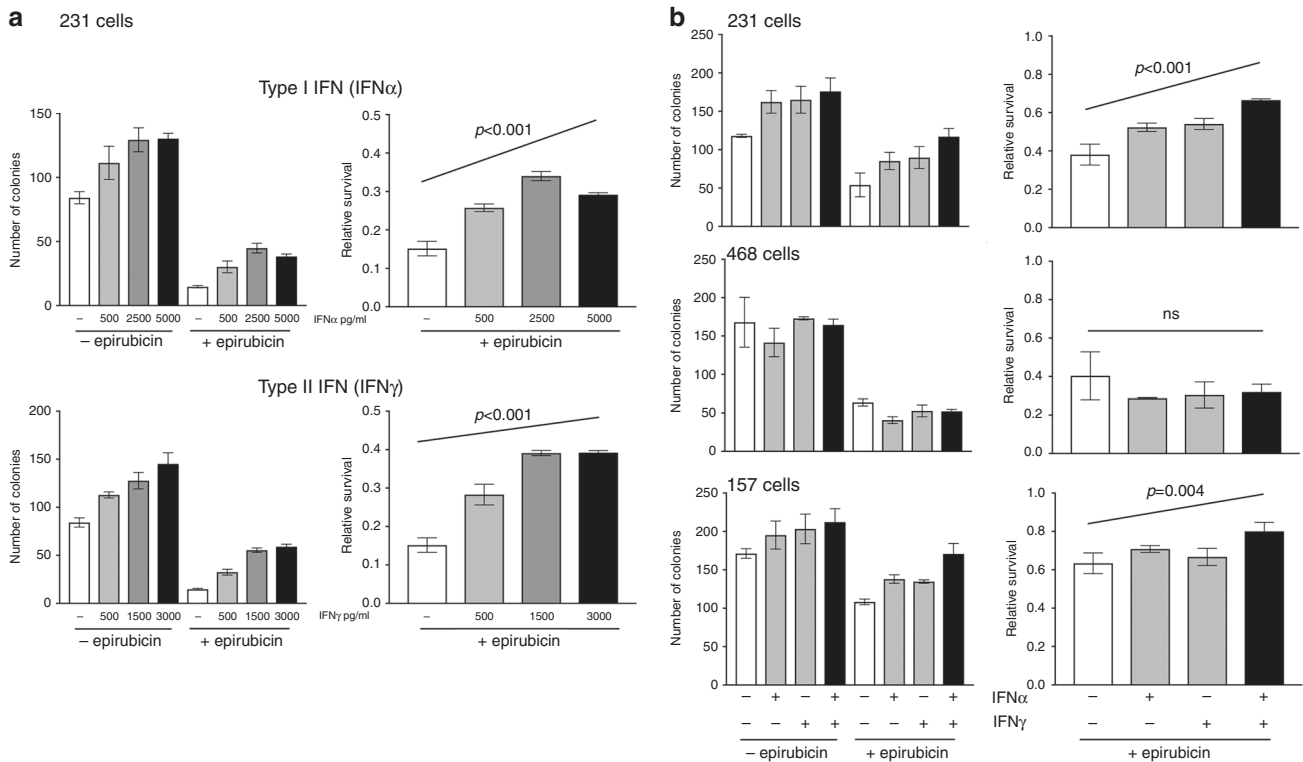 a 231 cells
Type I IFN (IFNα)
Number of colonies
150
100
50
0
– 500 2500 5000 – 500 2500 5000 IFNα pg/ml
– epirubicin + epirubicin
Relative survival
0.5
0.4
0.3
0.2
0.1
0.0
p<0.001
– 500 2500 5000
+ epirubicin
Type II IFN (IFNγ)
Number of colonies
200
150
100
50
0
– 500 1500 3000 – 500 1500 3000 IFNγ pg/ml
– epirubicin + epirubicin
Relative survival
0.5
0.4
0.3
0.2
0.1
0.0
p<0.001
– 500 1500 3000
+ epirubicin
b 231 cells
Number of colonies
250
200
150
100
50
0
Relative survival
1.0
0.8
0.6
0.4
0.2
0.0
p<0.001
468 cells
Number of colonies
250
200
150
100
50
0
Relative survival
1.0
0.8
0.6
0.4
0.2
0.0
ns
157 cells
Number of colonies
250
200
150
100
50
0
Relative survival
1.0
0.8
0.6
0.4
0.2
0.0
p=0.004
– + – + – + – + IFNα – + – +
– – + + – – + + IFNγ – – + +
– epirubicin + epirubicin + epirubicin